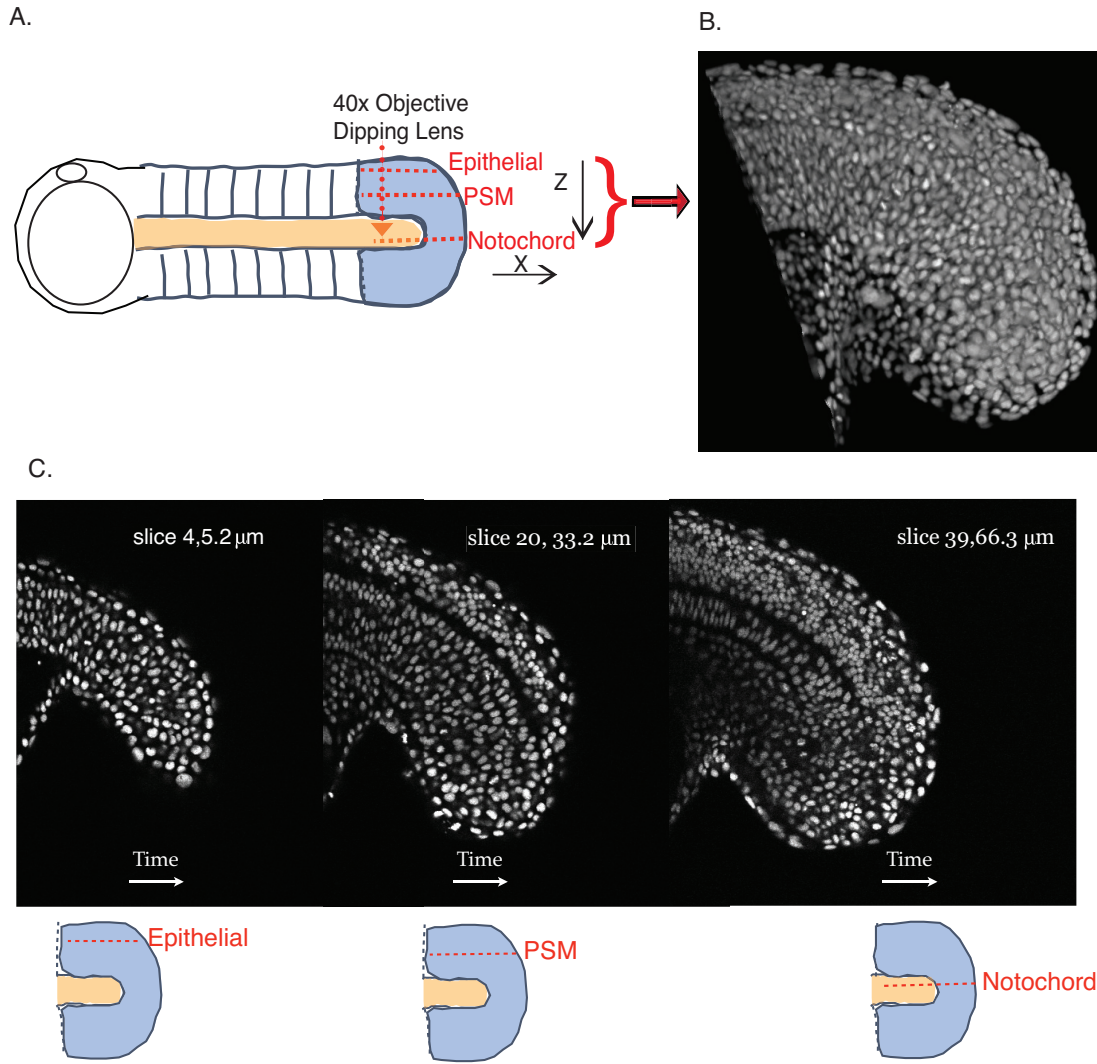 A.
B.
40x Objective
Dipping Lens
Epithelial
PSM
Notochord
Z
X
C.
slice 4,5.2 μm
slice 20, 33.2 μm
slice 39,66.3 μm
Time
Time
Time
Epithelial
PSM
Notochord